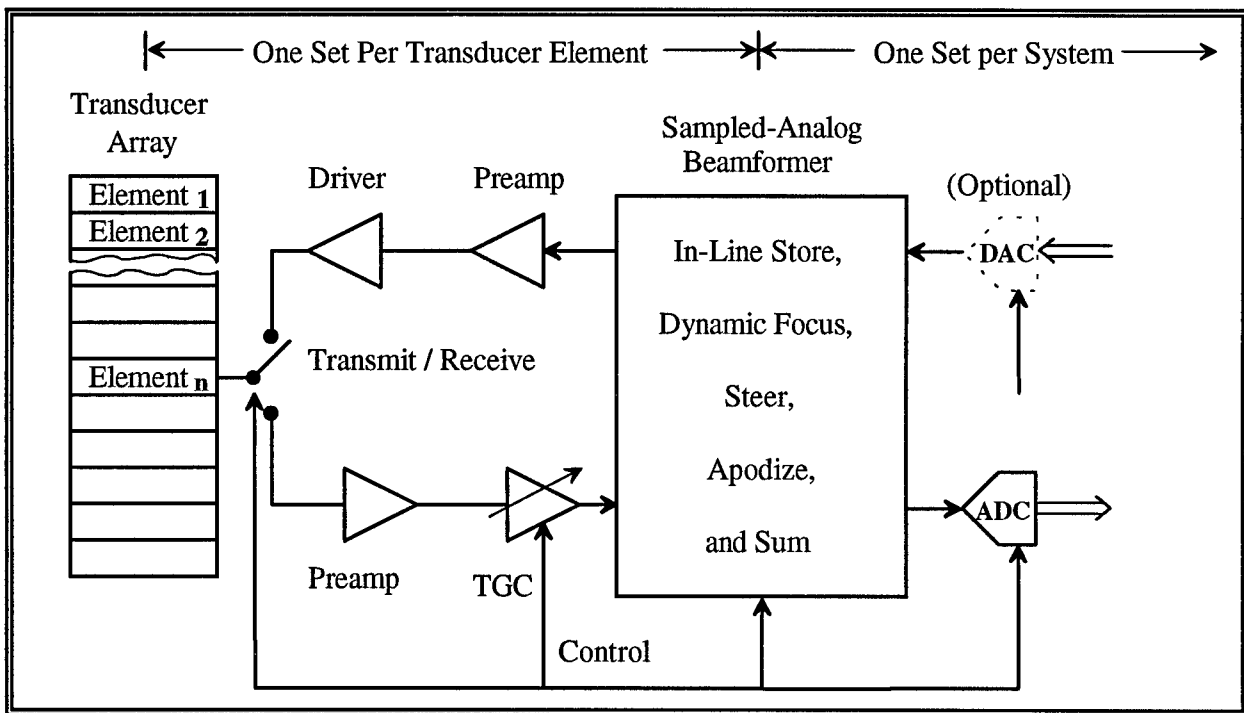 One Set Per Transducer Element
One Set per System
Transducer
Array
Sampled-Analog
Beamformer
Driver
Preamp
(Optional)
Element 1
Element 2
In-Line Store,
DAC
Dynamic Focus,
Transmit / Receive
Element n
Steer,
Apodize,
ADC
and Sum
Preamp
TGC
Control